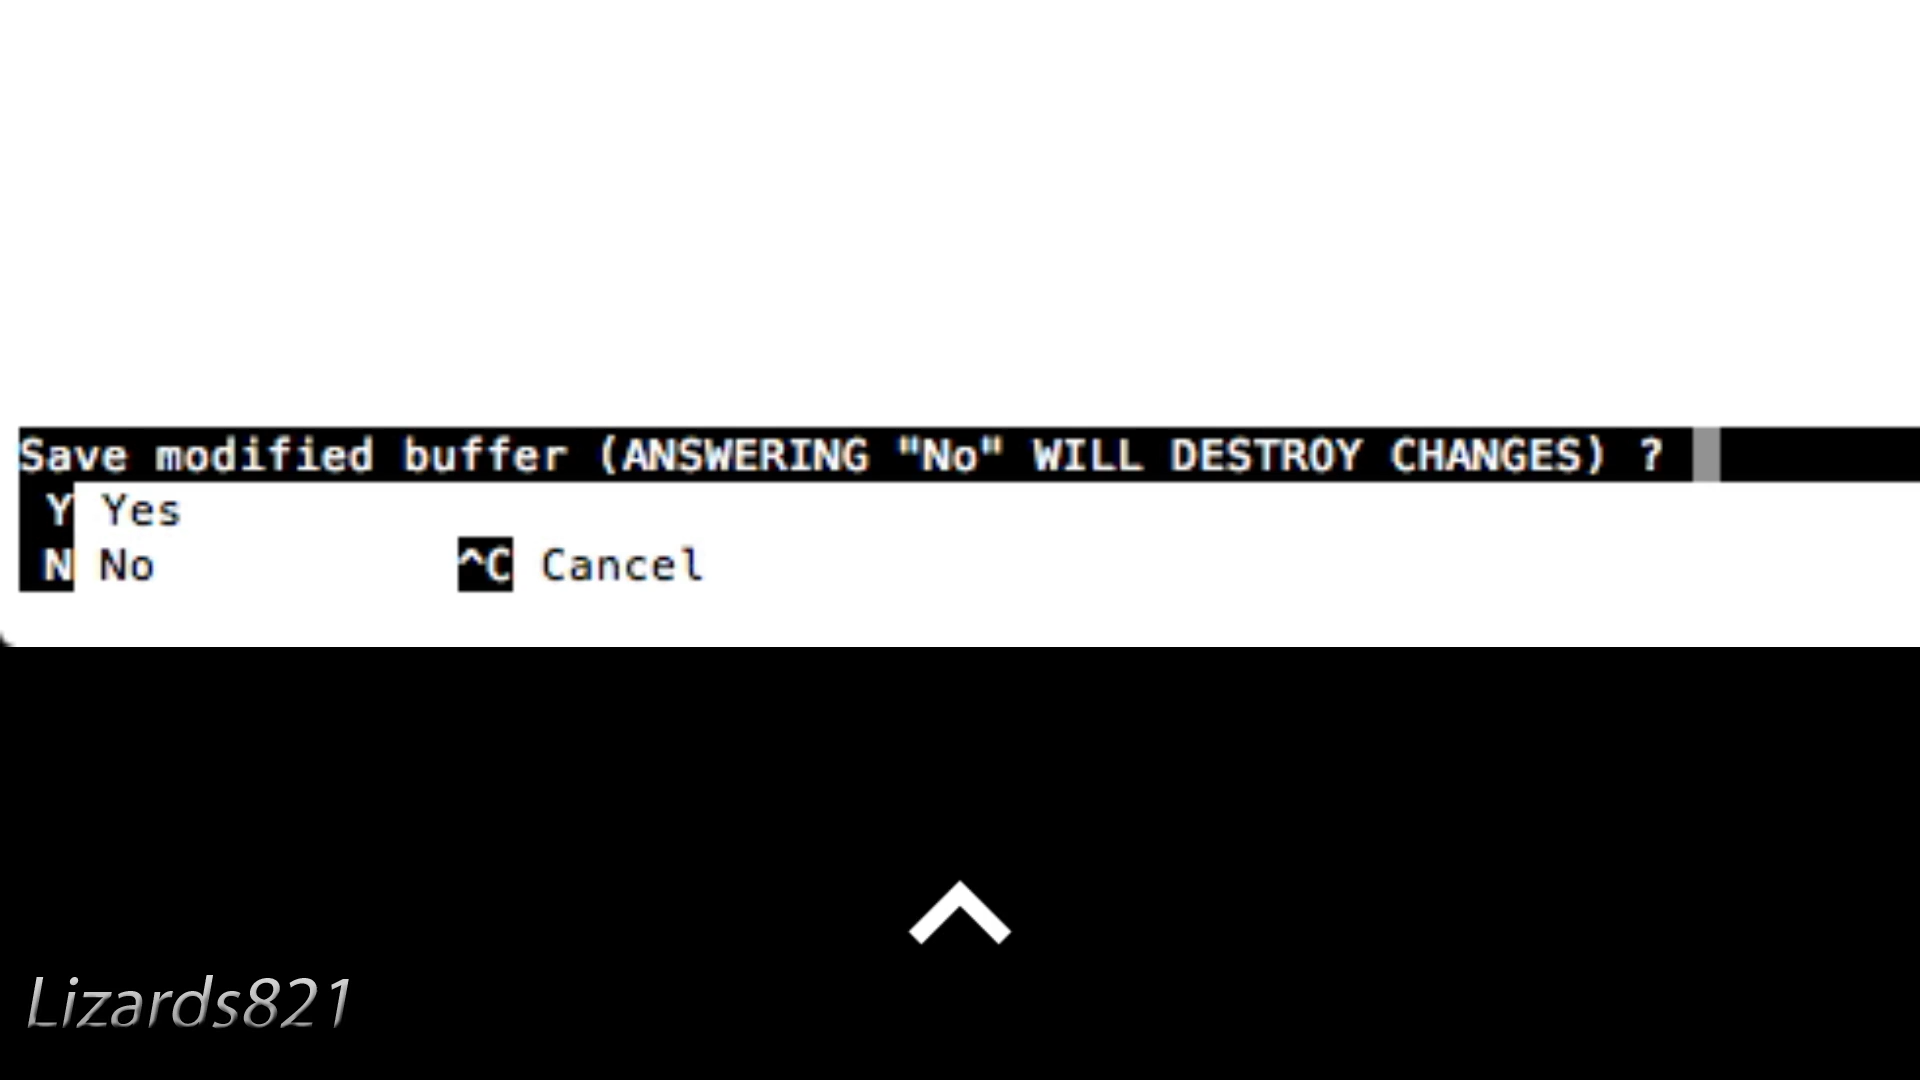 Save modified buffer (ANSWERING "No" WILL DESTROY CHANGES) ?
Y Yes
N No ^C Cancel
Lizards821